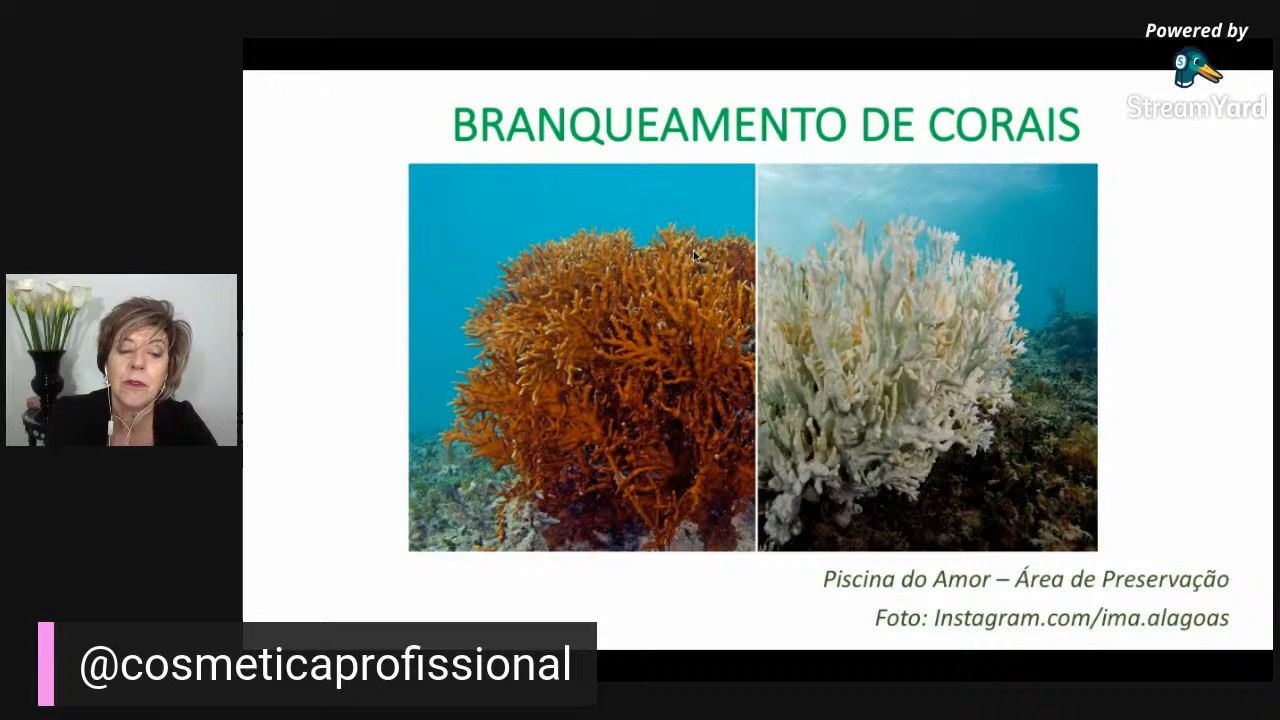 Powered by
StreamYard
BRANQUEAMENTO DE CORAIS
Piscina do Amor – Área de Preservação
Foto: Instagram.com/ima.alagoas
@cosmeticaprofissional